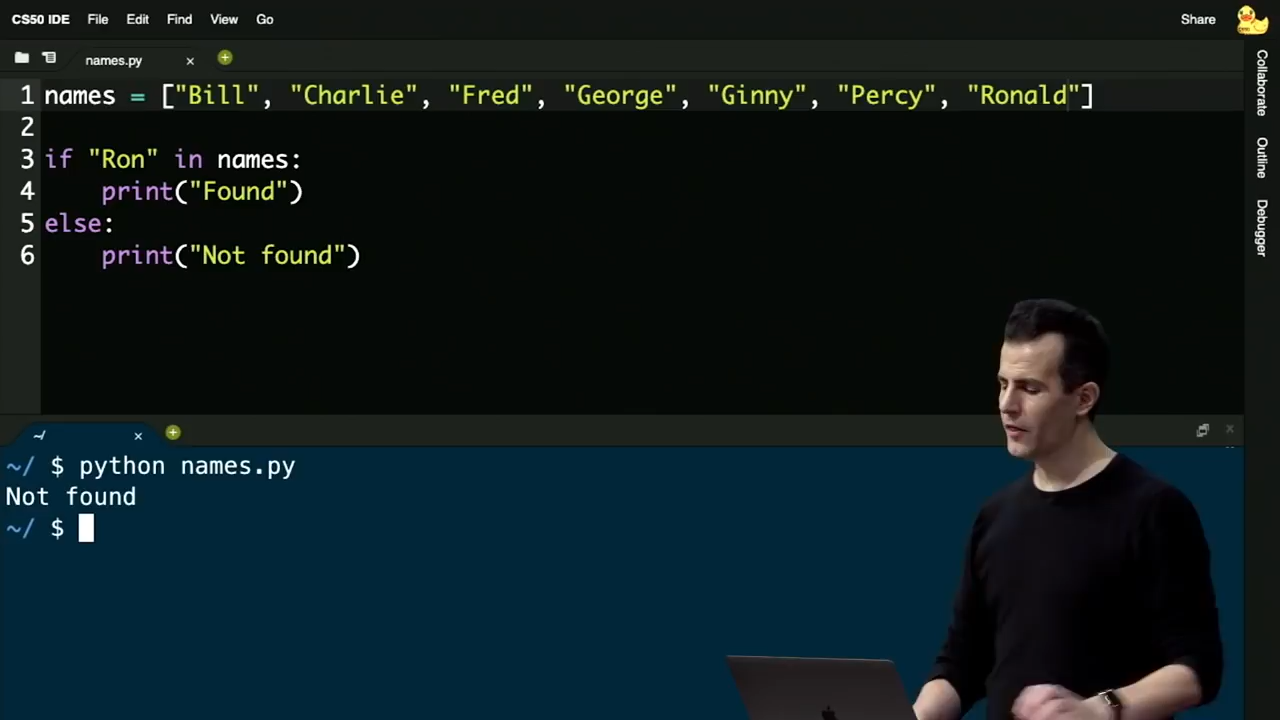 CS50 IDE File Edit Find View Go Share
names.py
1 names = ["Bill", "Charlie", "Fred", "George", "Ginny", "Percy", "Ronald"]
2
3 if "Ron" in names:
4     print("Found")
5 else:
6     print("Not found")
~/ $ python names.py
Not found
~/ $
Collaborate
Outline
Debugger